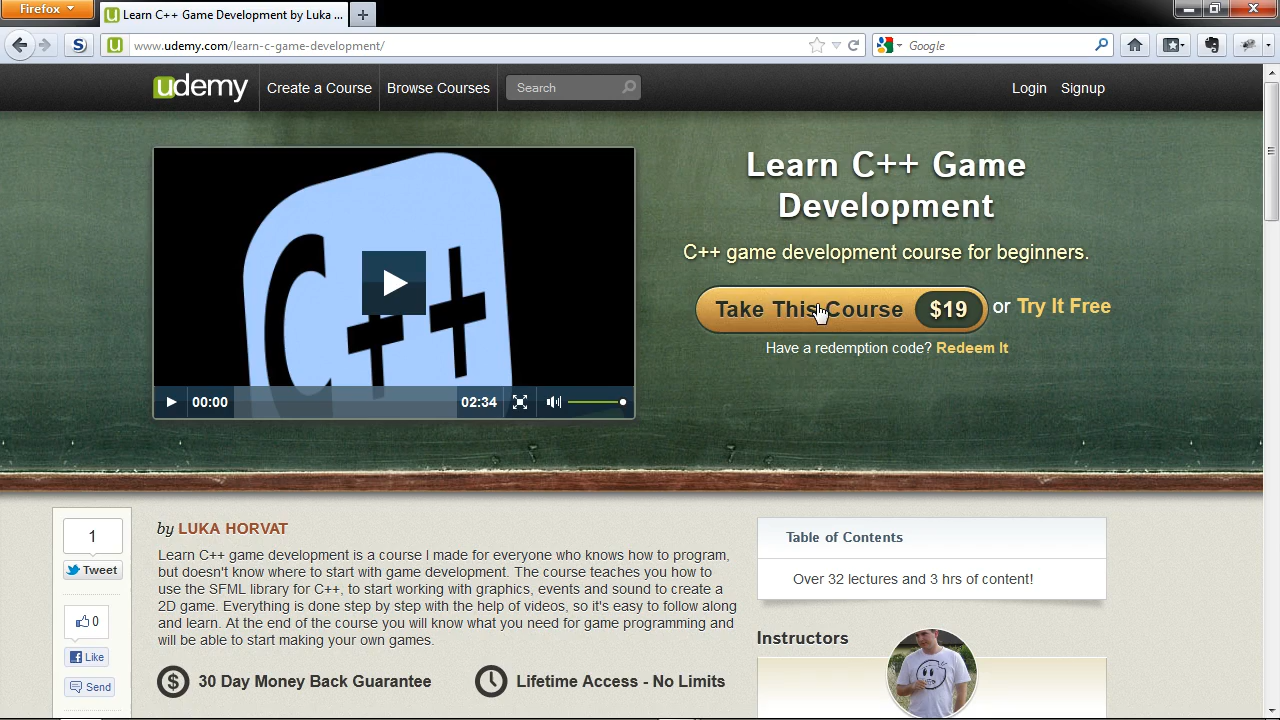 Firefox
Learn C++ Game Development by Luka ...
www.udemy.com/learn-c-game-development/
Google
udemy
Create a Course
Browse Courses
Search
Login
Signup
C++
00:00
02:34
Learn C++ Game
Development
C++ game development course for beginners.
Take This Course $19 or Try It Free
Have a redemption code? Redeem It
1
Tweet
0
Like
Send
by LUKA HORVAT
Learn C++ game development is a course I made for everyone who knows how to program,
but doesn't know where to start with game development. The course teaches you how to
use the SFML library for C++, to start working with graphics, events and sound to create a
2D game. Everything is done step by step with the help of videos, so it's easy to follow along
and learn. At the end of the course you will know what you need for game programming and
will be able to start making your own games.
30 Day Money Back Guarantee
Lifetime Access - No Limits
Table of Contents
Over 32 lectures and 3 hrs of content!
Instructors